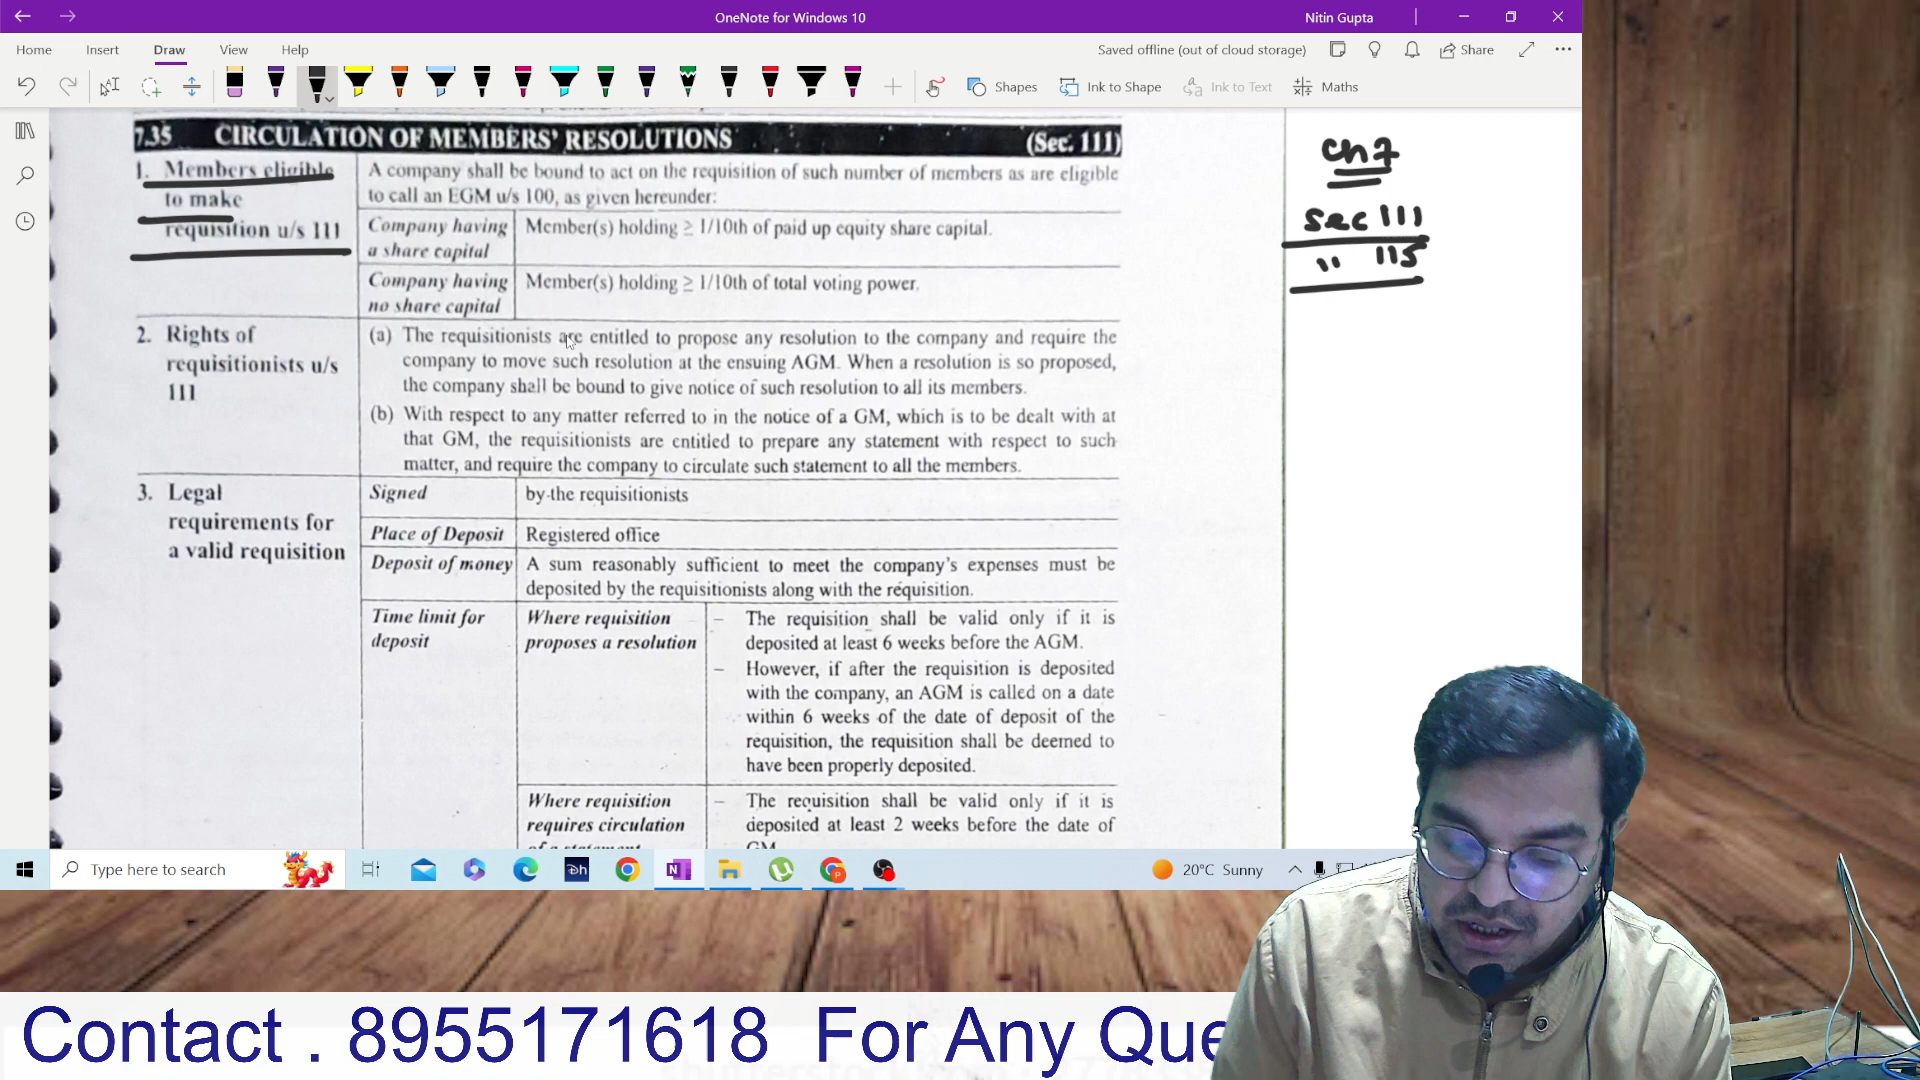 OneNote for Windows 10
Nitin Gupta
Home Insert Draw View Help
Saved offline (out of cloud storage)
Share
Shapes
Ink to Shape
Ink to Text
Maths
7.35 CIRCULATION OF MEMBERS' RESOLUTIONS (Sec. 111)
1. Members eligible to make requisition u/s 111
A company shall be bound to act on the requisition of such number of members as are eligible
to call an EGM u/s 100, as given hereunder:
Company having a share capital
Member(s) holding ≥ 1/10th of paid up equity share capital.
Company having no share capital
Member(s) holding ≥ 1/10th of total voting power.
2. Rights of requisitionists u/s 111
(a) The requisitionists are entitled to propose any resolution to the company and require the
company to move such resolution at the ensuing AGM. When a resolution is so proposed,
the company shall be bound to give notice of such resolution to all its members.
(b) With respect to any matter referred to in the notice of a GM, which is to be dealt with at
that GM, the requisitionists are entitled to prepare any statement with respect to such
matter, and require the company to circulate such statement to all the members.
3. Legal requirements for a valid requisition
Signed
by the requisitionists
Place of Deposit
Registered office
Deposit of money
A sum reasonably sufficient to meet the company's expenses must be
deposited by the requisitionists along with the requisition.
Time limit for deposit
Where requisition proposes a resolution
– The requisition shall be valid only if it is
deposited at least 6 weeks before the AGM.
– However, if after the requisition is deposited
with the company, an AGM is called on a date
within 6 weeks of the date of deposit of the
requisition, the requisition shall be deemed to
have been properly deposited.
Where requisition requires circulation of a statement
– The requisition shall be valid only if it is
deposited at least 2 weeks before the date of
GM
Ch 7
Sec 111
" 115
Type here to search
20°C Sunny
Contact . 8955171618 For Any Que